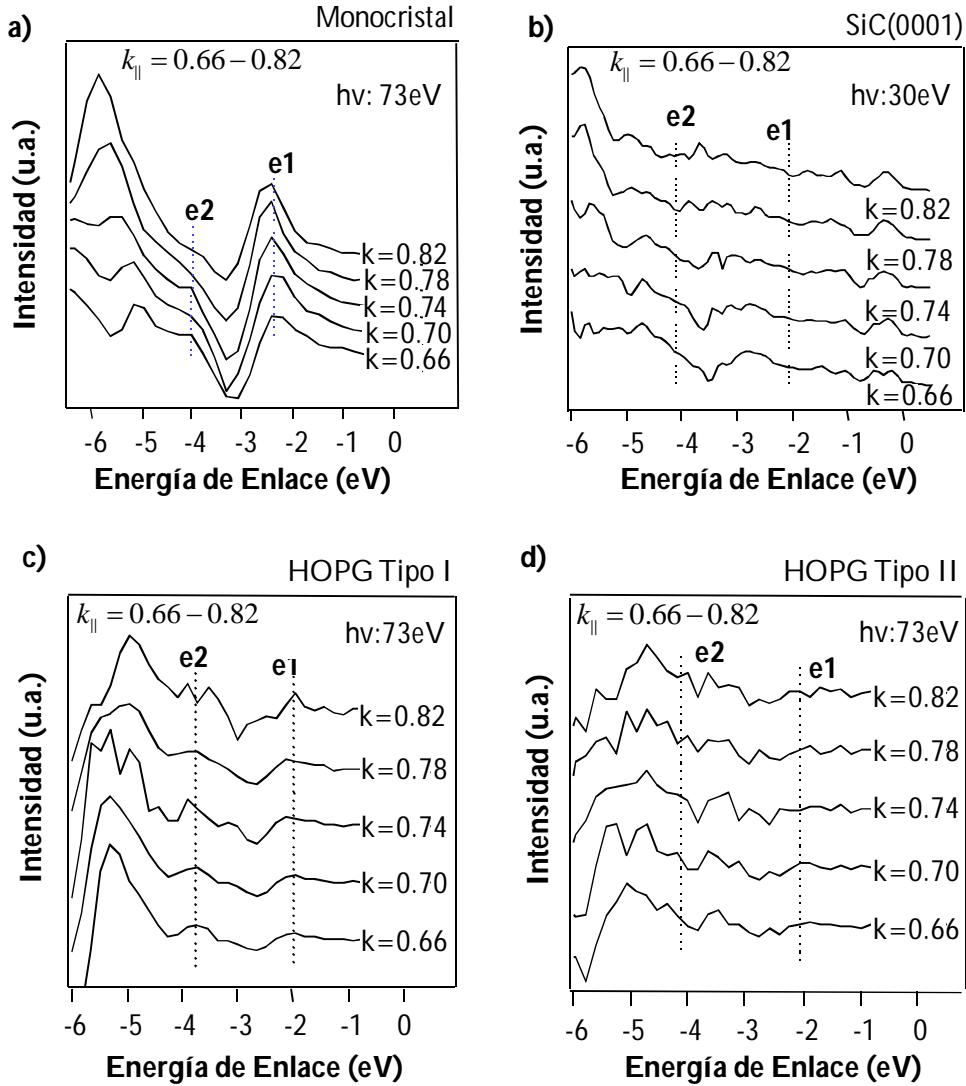 a)
Monocristal
k|| = 0.66 – 0.82
hν: 73eV
e1
e2
k=0.82
k=0.78
k=0.74
k=0.70
k=0.66
Intensidad (u.a.)
-6 -5 -4 -3 -2 -1 0
Energía de Enlace (eV)
b)
SiC(0001)
k|| = 0.66 – 0.82
hν:30eV
e2 e1
k=0.82
k=0.78
k=0.74
k=0.70
k=0.66
Intensidad (u.a.)
-6 -5 -4 -3 -2 -1 0
Energía de Enlace (eV)
c)
HOPG Tipo I
k|| = 0.66 – 0.82
hν:73eV
e2 e1
k=0.82
k=0.78
k=0.74
k=0.70
k=0.66
Intensidad (u.a.)
-6 -5 -4 -3 -2 -1 0
Energía de Enlace (eV)
d)
HOPG Tipo II
k|| = 0.66 – 0.82
hν:73eV
e2 e1
k=0.82
k=0.78
k=0.74
k=0.70
k=0.66
Intensidad (u.a.)
-6 -5 -4 -3 -2 -1 0
Energía de Enlace (eV)